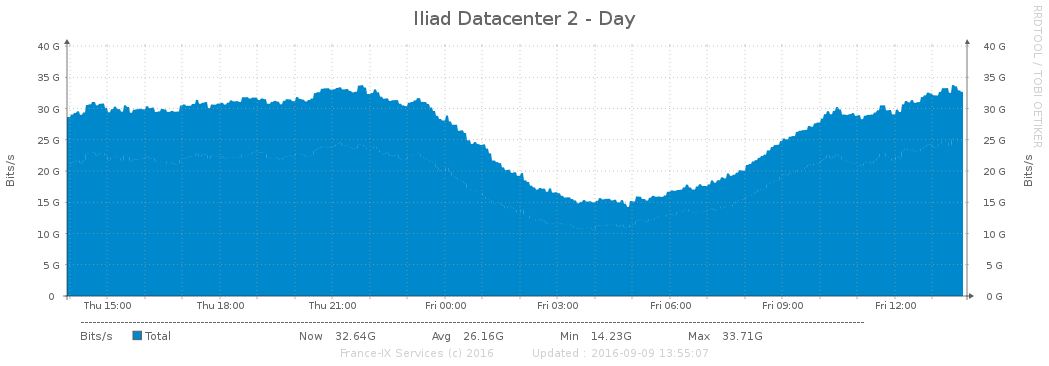 Iliad Datacenter 2 - Day
RRDTOOL / TOBI OETIKER
Bits/s
40 G 40 G
35 G 35 G
30 G 30 G
25 G 25 G
20 G 20 G
15 G 15 G
10 G 10 G
5 G 5 G
0 0 G
Bits/s
Thu 15:00 Thu 18:00 Thu 21:00 Fri 00:00 Fri 03:00 Fri 06:00 Fri 09:00 Fri 12:00
Bits/s Total Now 32.64G Avg 26.16G Min 14.23G Max 33.71G
France-IX Services (c) 2016 Updated : 2016-09-09 13:55:07